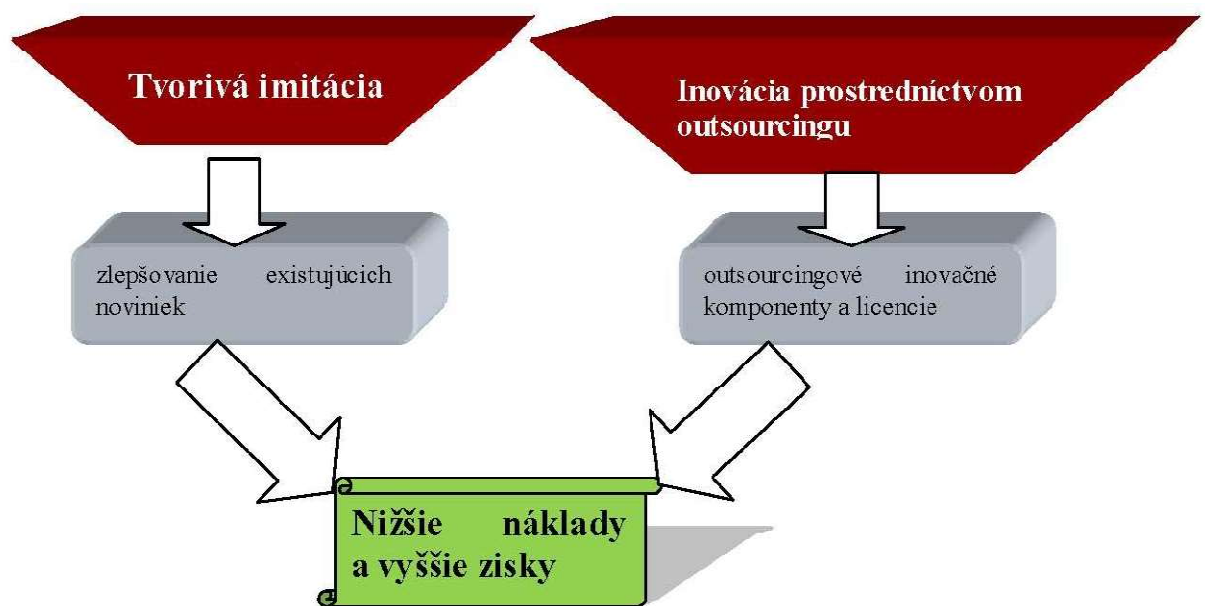 Tvorivá imitácia
Inovácia prostredníctvom
outsourcingu
zlepšovanie existujúcich
noviniek
outsourcingové inovačné
komponenty a licencie
Nižšie náklady
a vyššie zisky